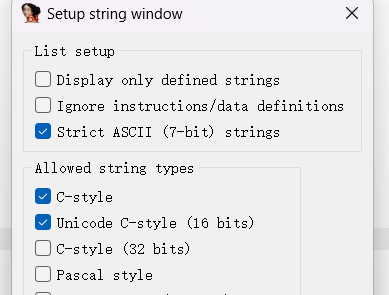 Setup string window
List setup
Display only defined strings
Ignore instructions/data definitions
Strict ASCII (7-bit) strings
Allowed string types
C-style
Unicode C-style (16 bits)
C-style (32 bits)
Pascal style